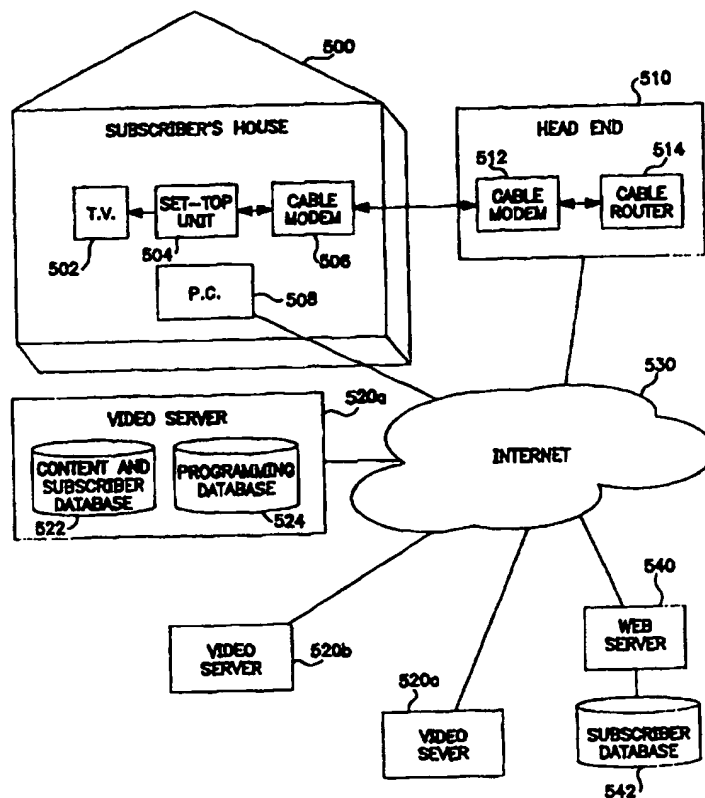 500
SUBSCRIBER'S HOUSE
T.V.
502
SET-TOP
UNIT
504
CABLE
MODEM
506
P.C.
508
510
HEAD END
512
CABLE
MODEM
514
CABLE
ROUTER
520a
VIDEO SERVER
CONTENT AND
SUBSCRIBER
DATABASE
522
PROGRAMMING
DATABASE
524
530
INTERNET
VIDEO
SERVER
520b
520a
VIDEO
SEVER
540
WEB
SERVER
SUBSCRIBER
DATABASE
542